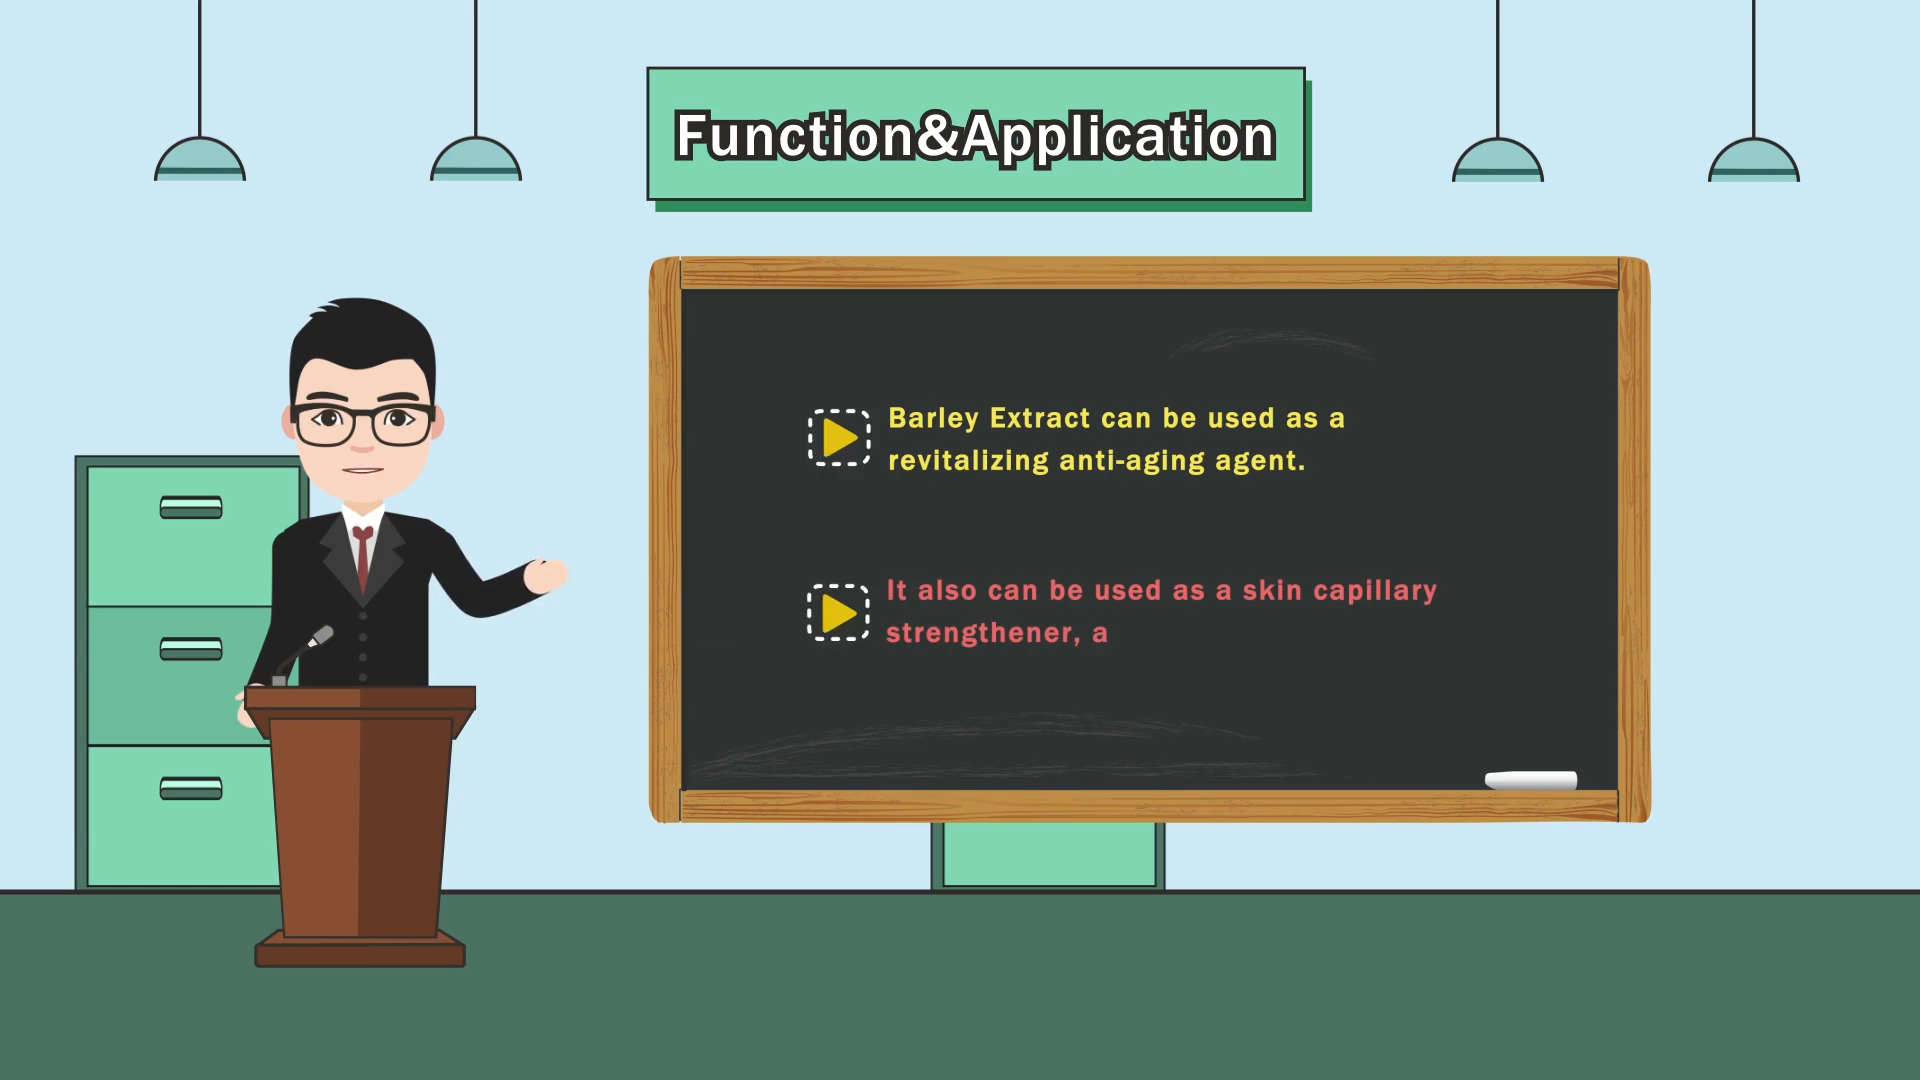 Function&Application
Barley Extract can be used as a
revitalizing anti-aging agent.
It also can be used as a skin capillary
strengthener, a